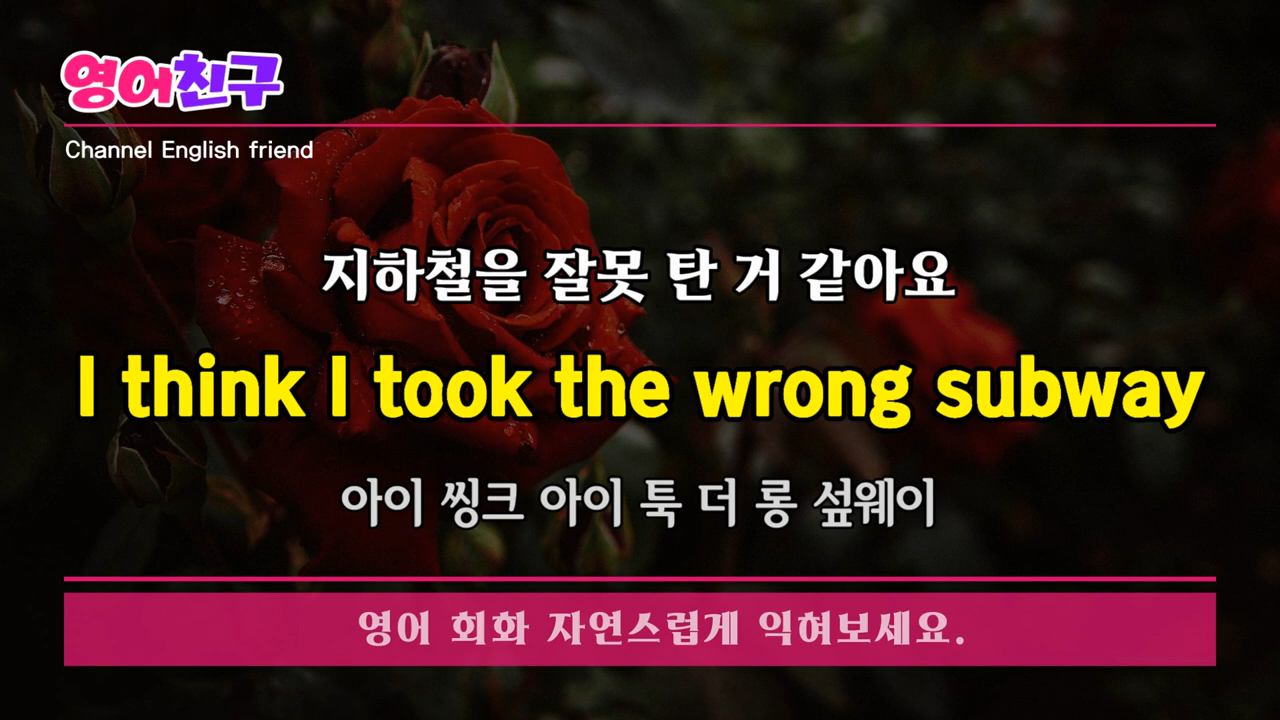 영어친구
Channel English friend
지하철을 잘못 탄 거 같아요
I think I took the wrong subway
아이 씽크 아이 툭 더 롱 섶웨이
영어 회화 자연스럽게 익혀보세요.